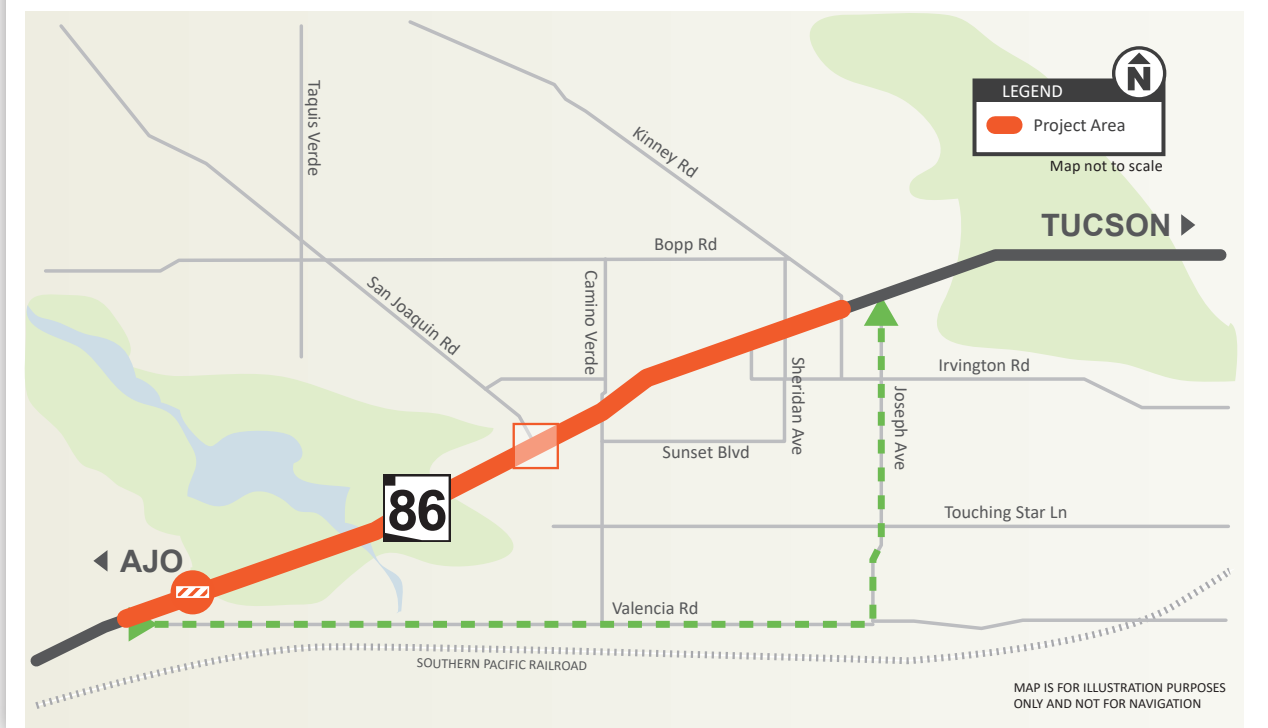 N
LEGEND
Project Area
Map not to scale
TUCSON
Taquis Verde
Kinney Rd
Bopp Rd
San Joaquin Rd
Camino Verde
Sheridan Ave
Irvington Rd
Joseph Ave
Sunset Blvd
86
Touching Star Ln
AJO
Valencia Rd
SOUTHERN PACIFIC RAILROAD
MAP IS FOR ILLUSTRATION PURPOSES
ONLY AND NOT FOR NAVIGATION